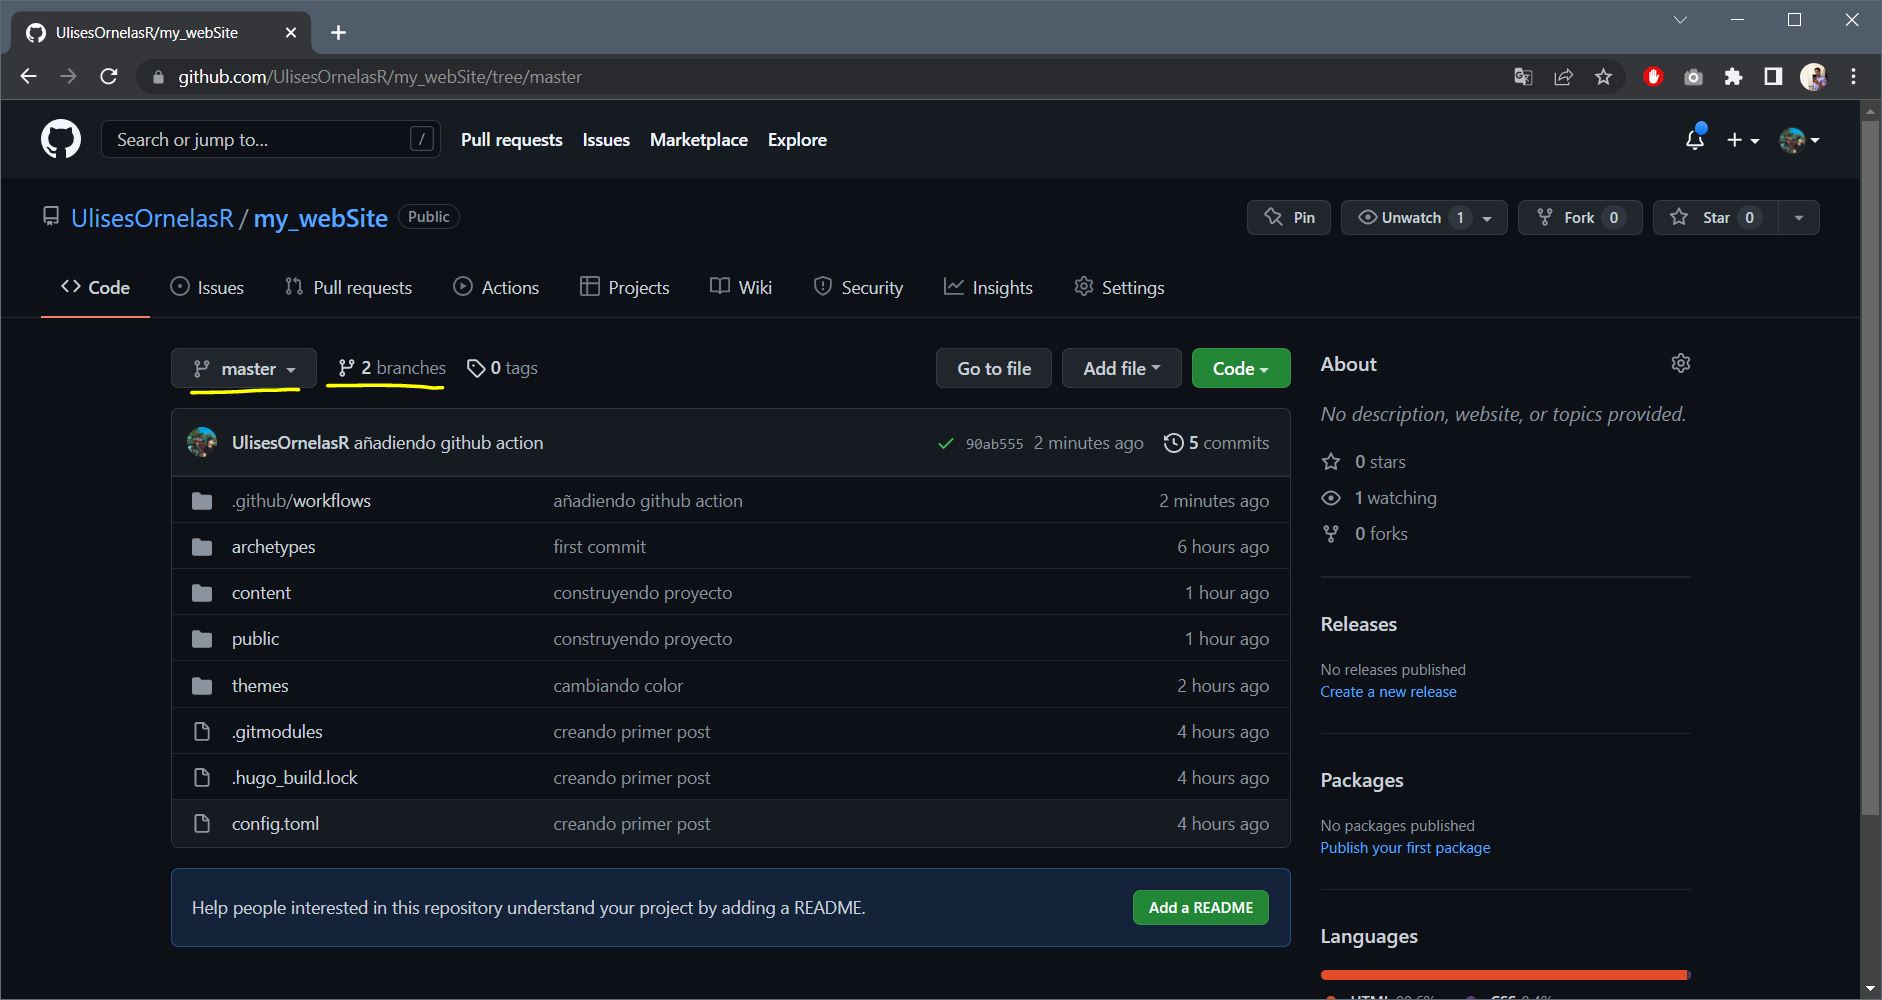 UlisesOrnelasR/my_webSite
github.com/UlisesOrnelasR/my_webSite/tree/master
Search or jump to... /
Pull requests Issues Marketplace Explore
UlisesOrnelasR / my_webSite Public
Pin Unwatch 1 Fork 0 Star 0
Code Issues Pull requests Actions Projects Wiki Security Insights Settings
master 2 branches 0 tags Go to file Add file Code
UlisesOrnelasR añadiendo github action 90ab555 2 minutes ago 5 commits
.github/workflows añadiendo github action 2 minutes ago
archetypes first commit 6 hours ago
content construyendo proyecto 1 hour ago
public construyendo proyecto 1 hour ago
themes cambiando color 2 hours ago
.gitmodules creando primer post 4 hours ago
.hugo_build.lock creando primer post 4 hours ago
config.toml creando primer post 4 hours ago
Help people interested in this repository understand your project by adding a README. Add a README
About
No description, website, or topics provided.
0 stars
1 watching
0 forks
Releases
No releases published
Create a new release
Packages
No packages published
Publish your first package
Languages
HTML CSS